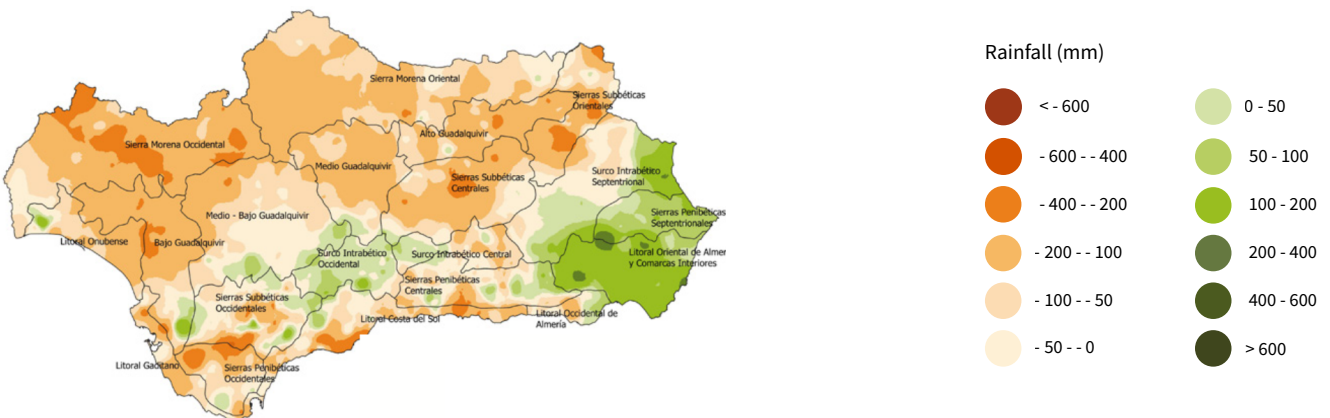 Sierra Morena Oriental
Sierras Subbéticas
Orientales
Alto Guadalquivir
Sierra Morena Occidental
Medio Guadalquivir
Surco Intrabético
Septentrional
Sierras Subbéticas
Centrales
Medio - Bajo Guadalquivir
Sierras Penibéticas
Septentrionales
Litoral Onubense
Bajo Guadalquivir
Surco Intrabético
Occidental
Surco Intrabético Central
Litoral Oriental de Almer
y Comarcas Interiores
Sierras Penibéticas
Centrales
Sierras Subbéticas
Occidentales
Litoral Costa del Sol
Litoral Occidental de
Almería
Litoral Gaditano
Sierras Penibéticas
Occidentales
Rainfall (mm)
< - 600
- 600 - - 400
- 400 - - 200
- 200 - - 100
- 100 - - 50
- 50 - - 0
0 - 50
50 - 100
100 - 200
200 - 400
400 - 600
> 600